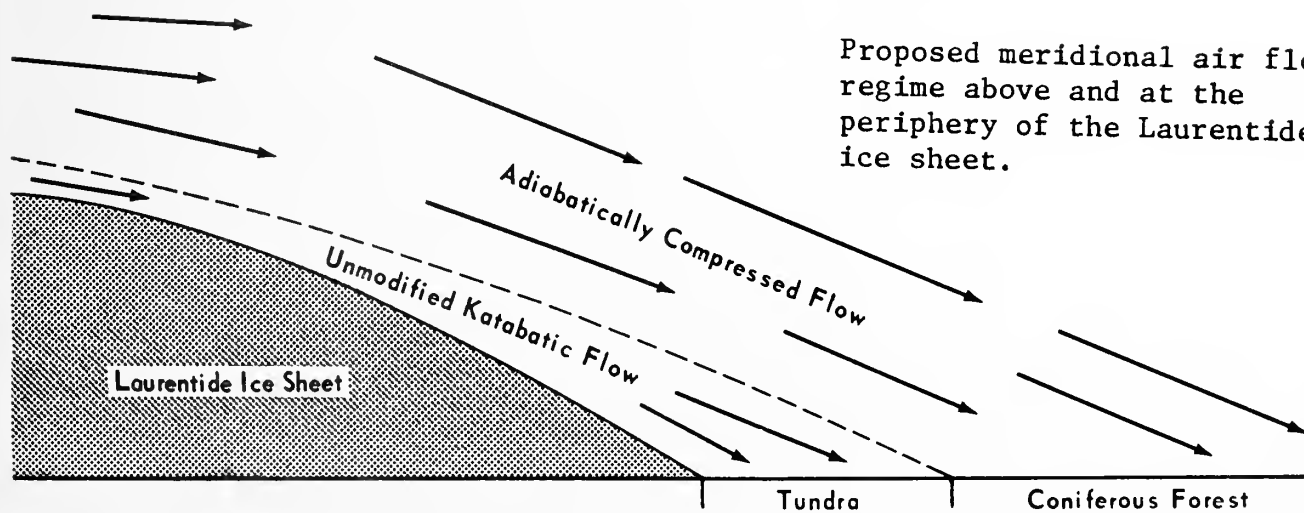 Proposed meridional air flo
regime above and at the
periphery of the Laurentide
ice sheet.
Adiabatically Compressed Flow
Unmodified Katabatic Flow
Laurentide Ice Sheet
Tundra
Coniferous Forest